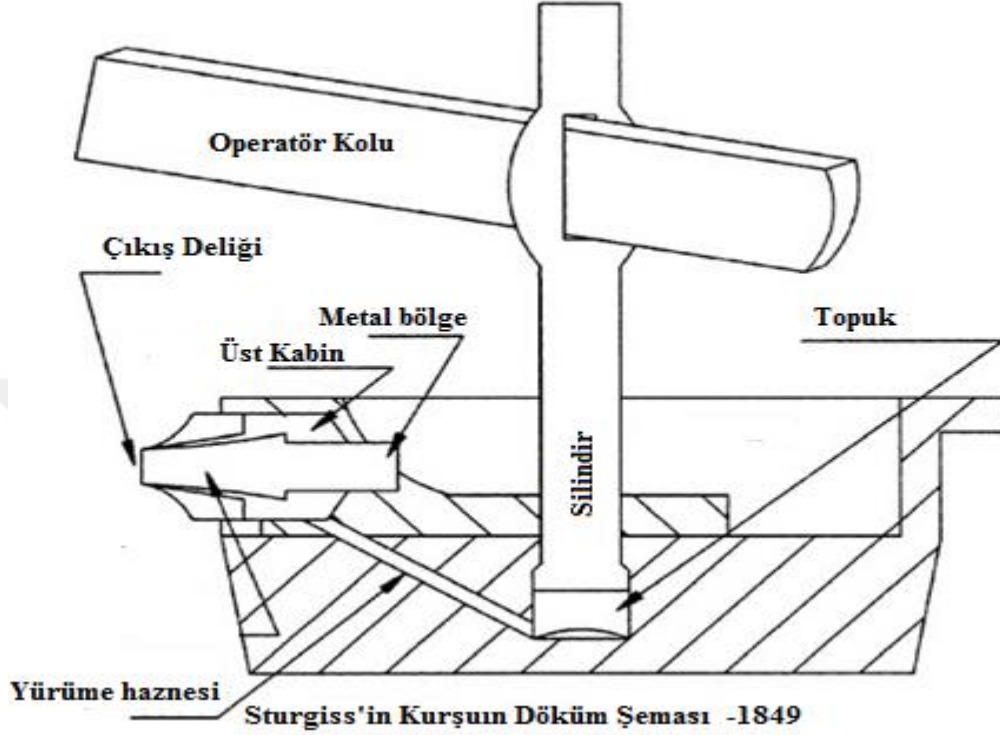 Operatör Kolu
Çıkış Deliği
Metal bölge
Topuk
Üst Kabin
Silindir
Yürüme haznesi
Sturgiss'in Kurşuın Döküm Şeması -1849